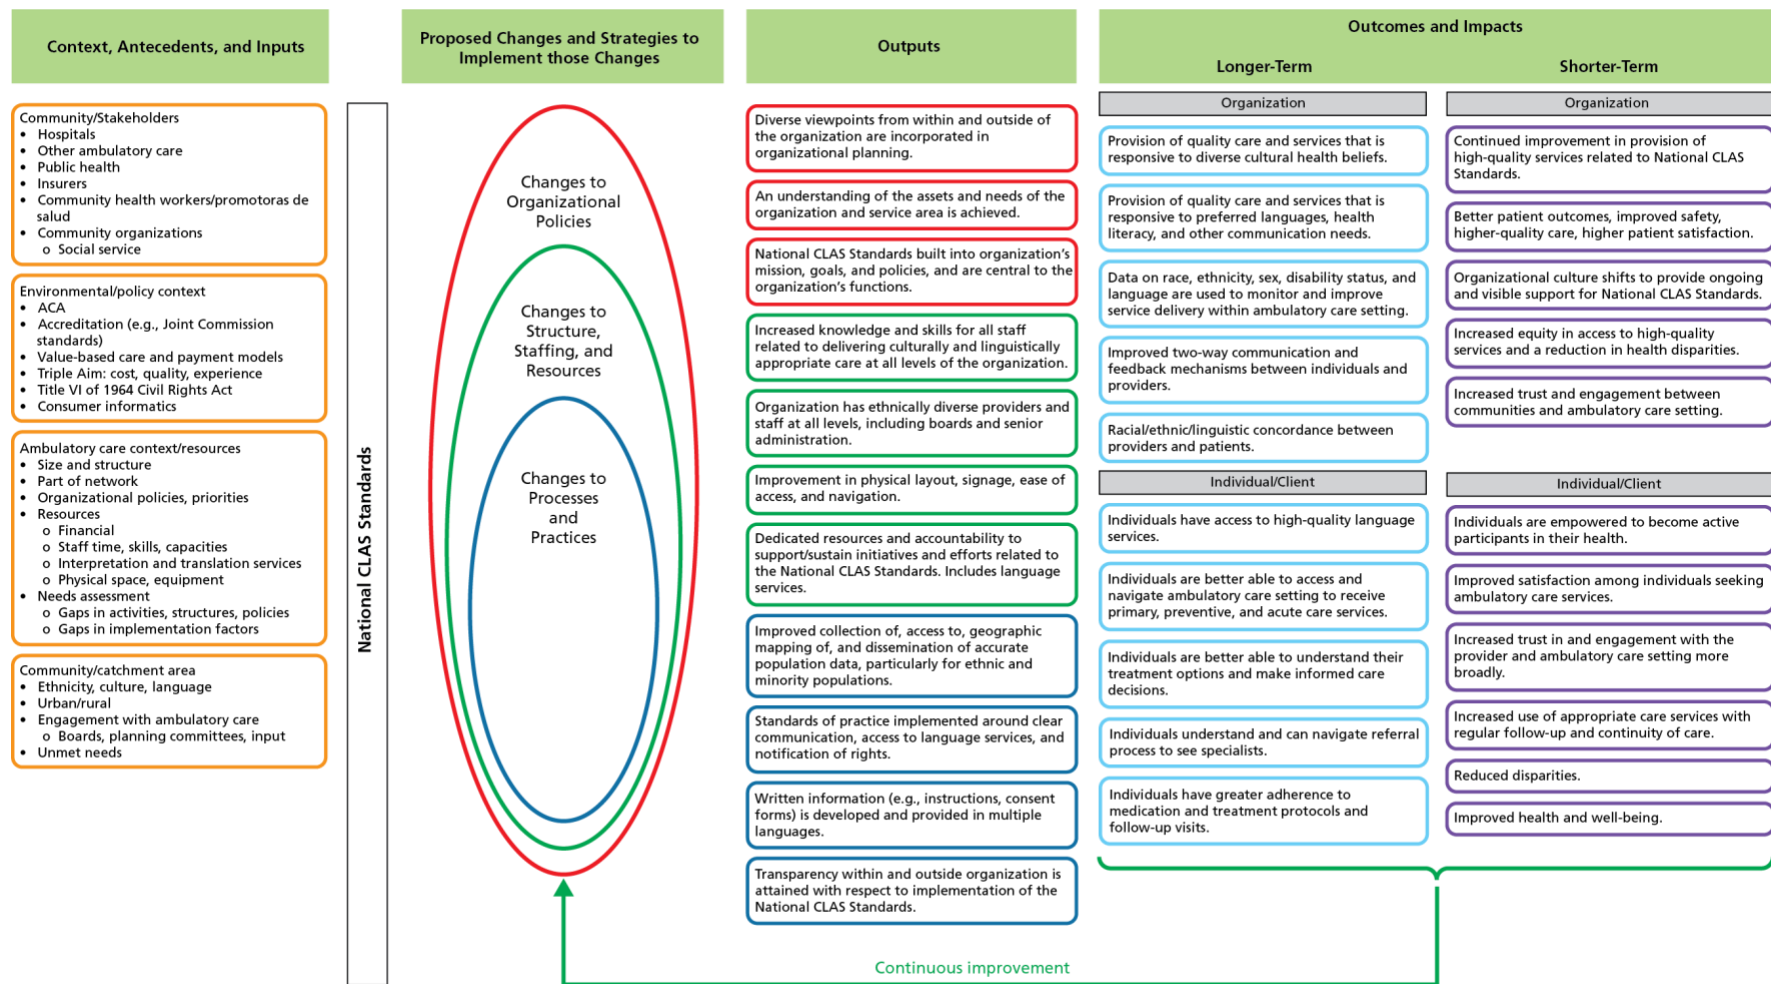 Context, Antecedents, and Inputs
Proposed Changes and Strategies to
Implement those Changes
Outputs
Outcomes and Impacts
Longer-Term
Shorter-Term
Community/Stakeholders
• Hospitals
• Other ambulatory care
• Public health
• Insurers
• Community health workers/promotoras de
salud
• Community organizations
o Social service
Environmental/policy context
• ACA
• Accreditation (e.g., Joint Commission
standards)
• Value-based care and payment models
• Triple Aim: cost, quality, experience
• Title VI of 1964 Civil Rights Act
• Consumer informatics
Ambulatory care context/resources
• Size and structure
• Part of network
• Organizational policies, priorities
• Resources
o Financial
o Staff time, skills, capacities
o Interpretation and translation services
o Physical space, equipment
• Needs assessment
o Gaps in activities, structures, policies
o Gaps in implementation factors
Community/catchment area
• Ethnicity, culture, language
• Urban/rural
• Engagement with ambulatory care
o Boards, planning committees, input
• Unmet needs
National CLAS Standards
Changes to
Organizational
Policies
Changes to
Structure,
Staffing, and
Resources
Changes to
Processes
and
Practices
Diverse viewpoints from within and outside of
the organization are incorporated in
organizational planning.
An understanding of the assets and needs of the
organization and service area is achieved.
National CLAS Standards built into organization's
mission, goals, and policies, and are central to the
organization's functions.
Increased knowledge and skills for all staff
related to delivering culturally and linguistically
appropriate care at all levels of the organization.
Organization has ethnically diverse providers and
staff at all levels, including boards and senior
administration.
Improvement in physical layout, signage, ease of
access, and navigation.
Dedicated resources and accountability to
support/sustain initiatives and efforts related to
the National CLAS Standards. Includes language
services.
Improved collection of, access to, geographic
mapping of, and dissemination of accurate
population data, particularly for ethnic and
minority populations.
Standards of practice implemented around clear
communication, access to language services, and
notification of rights.
Written information (e.g., instructions, consent
forms) is developed and provided in multiple
languages.
Transparency within and outside organization is
attained with respect to implementation of the
National CLAS Standards.
Organization
Provision of quality care and services that is
responsive to diverse cultural health beliefs.
Provision of quality care and services that is
responsive to preferred languages, health
literacy, and other communication needs.
Data on race, ethnicity, sex, disability status, and
language are used to monitor and improve
service delivery within ambulatory care setting.
Improved two-way communication and
feedback mechanisms between individuals and
providers.
Racial/ethnic/linguistic concordance between
providers and patients.
Individual/Client
Individuals have access to high-quality language
services.
Individuals are better able to access and
navigate ambulatory care setting to receive
primary, preventive, and acute care services.
Individuals are better able to understand their
treatment options and make informed care
decisions.
Individuals understand and can navigate referral
process to see specialists.
Individuals have greater adherence to
medication and treatment protocols and
follow-up visits.
Organization
Continued improvement in provision of
high-quality services related to National CLAS
Standards.
Better patient outcomes, improved safety,
higher-quality care, higher patient satisfaction.
Organizational culture shifts to provide ongoing
and visible support for National CLAS Standards.
Increased equity in access to high-quality
services and a reduction in health disparities.
Increased trust and engagement between
communities and ambulatory care setting.
Individual/Client
Individuals are empowered to become active
participants in their health.
Improved satisfaction among individuals seeking
ambulatory care services.
Increased trust in and engagement with the
provider and ambulatory care setting more
broadly.
Increased use of appropriate care services with
regular follow-up and continuity of care.
Reduced disparities.
Improved health and well-being.
Continuous improvement